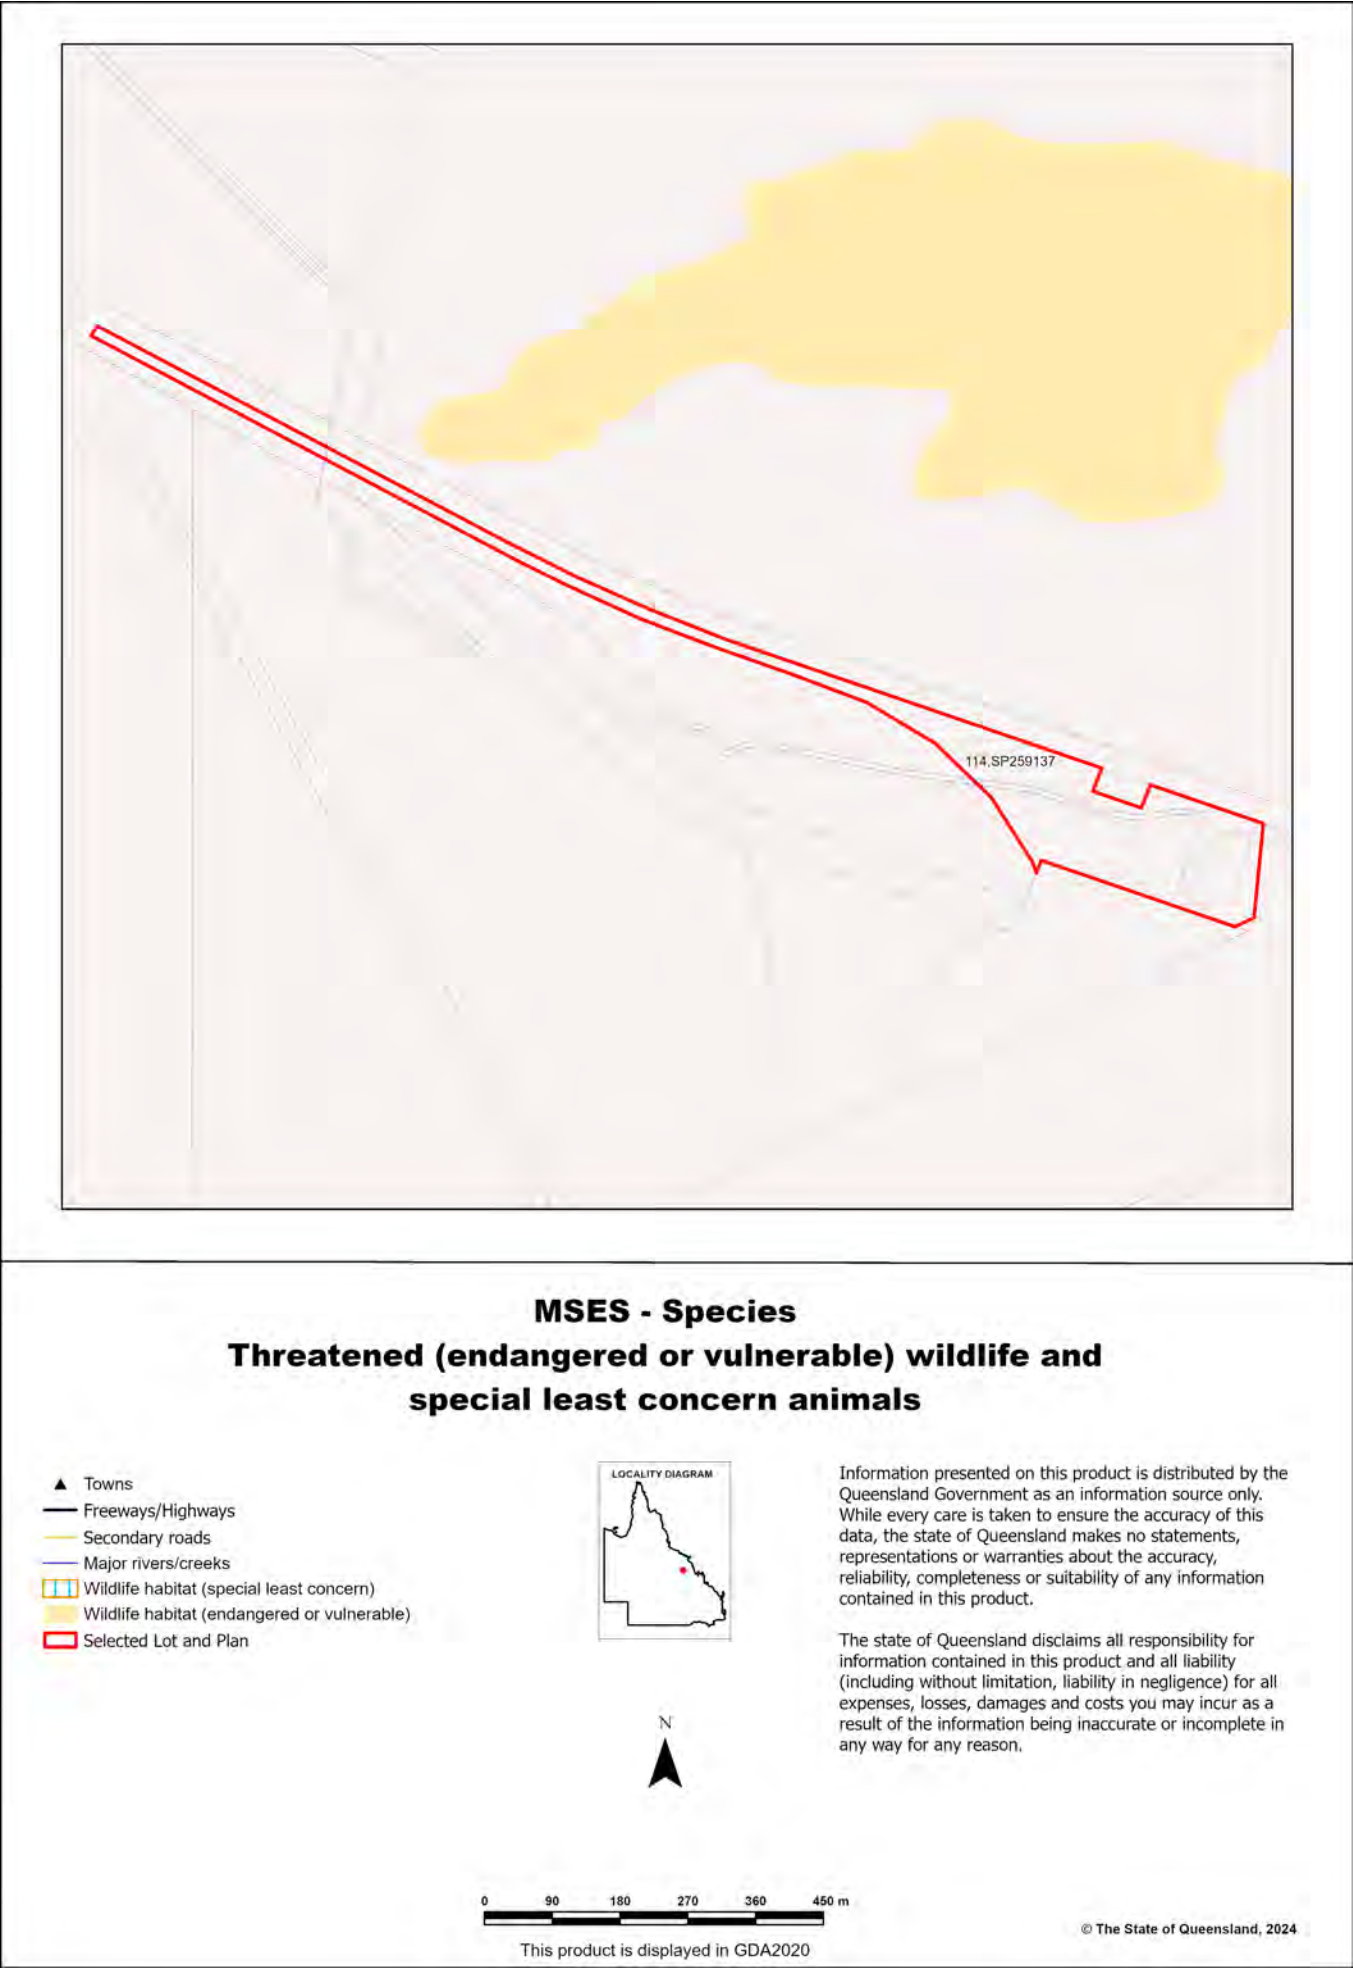 114,SP259137
MSES - Species
Threatened (endangered or vulnerable) wildlife and
special least concern animals
Towns
Freeways/Highways
Secondary roads
Major rivers/creeks
Wildlife habitat (special least concern)
Wildlife habitat (endangered or vulnerable)
Selected Lot and Plan
LOCALITY DIAGRAM
N
Information presented on this product is distributed by the
Queensland Government as an information source only.
While every care is taken to ensure the accuracy of this
data, the state of Queensland makes no statements,
representations or warranties about the accuracy,
reliability, completeness or suitability of any information
contained in this product.
The state of Queensland disclaims all responsibility for
information contained in this product and all liability
(including without limitation, liability in negligence) for all
expenses, losses, damages and costs you may incur as a
result of the information being inaccurate or incomplete in
any way for any reason.
0 90 180 270 360 450 m
This product is displayed in GDA2020
© The State of Queensland, 2024